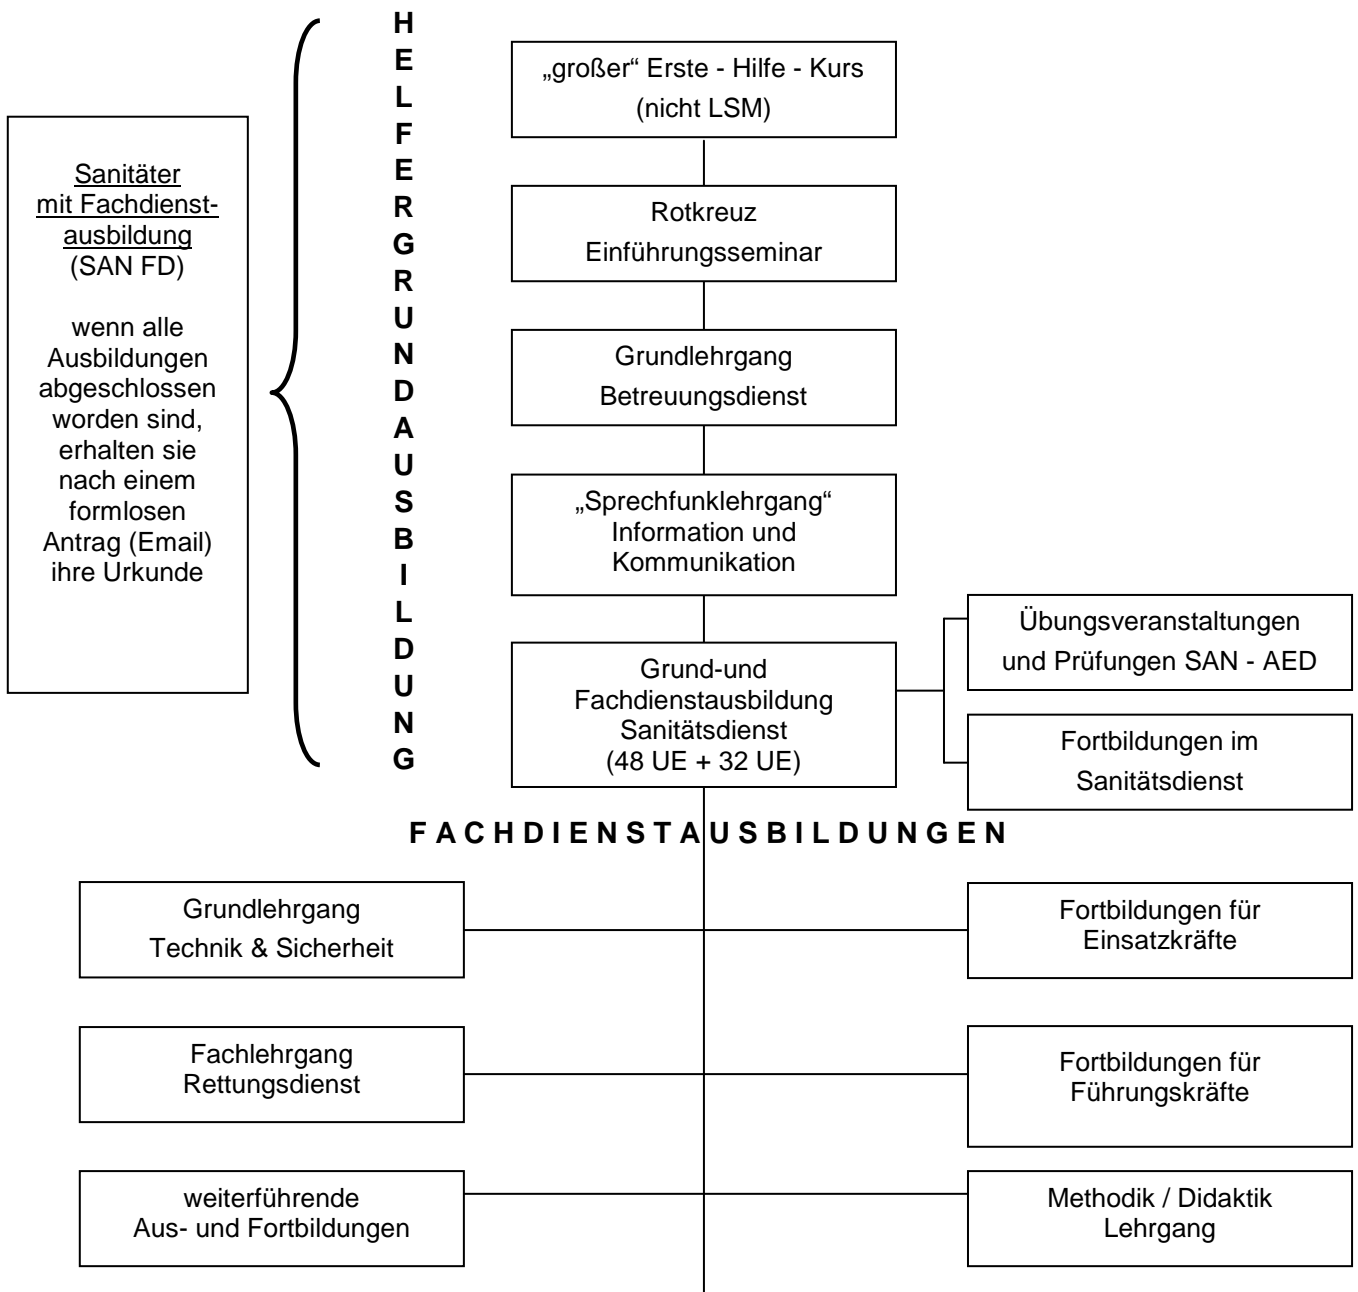 Sanitäter
mit Fachdienst-
ausbildung
(SAN FD)
wenn alle
Ausbildungen
abgeschlossen
worden sind,
erhalten sie
nach einem
formlosen
Antrag (Email)
ihre Urkunde
HELFERGRUNDAUSBILDUNG
„großer“ Erste - Hilfe - Kurs
(nicht LSM)
Rotkreuz
Einführungsseminar
Grundlehrgang
Betreuungsdienst
„Sprechfunklehrgang“
Information und
Kommunikation
Grund-und
Fachdienstausbildung
Sanitätsdienst
(48 UE + 32 UE)
Übungsveranstaltungen
und Prüfungen SAN - AED
Fortbildungen im
Sanitätsdienst
FACHDIENSTAUSBILDUNGEN
Grundlehrgang
Technik & Sicherheit
Fortbildungen für
Einsatzkräfte
Fachlehrgang
Rettungsdienst
Fortbildungen für
Führungskräfte
weiterführende
Aus- und Fortbildungen
Methodik / Didaktik
Lehrgang